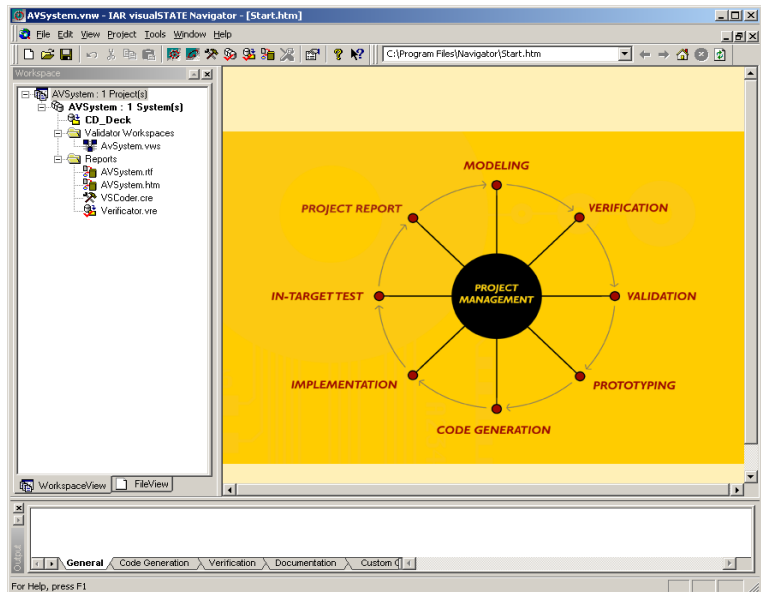 AVSystem.vnw - IAR visualSTATE Navigator - [Start.htm]
File Edit View Project Tools Window Help
C:\Program Files\Navigator\Start.htm
Workspace
AVSystem : 1 Project(s)
AVSystem : 1 System(s)
CD_Deck
Validator Workspaces
AvSystem.vws
Reports
AVSystem.rtf
AVSystem.htm
VSCoder.cre
Verificator.vre
WorkspaceView FileView
MODELING
PROJECT REPORT
VERIFICATION
IN-TARGET TEST
PROJECT
MANAGEMENT
VALIDATION
IMPLEMENTATION
PROTOTYPING
CODE GENERATION
Output
General Code Generation Verification Documentation Custom
For Help, press F1